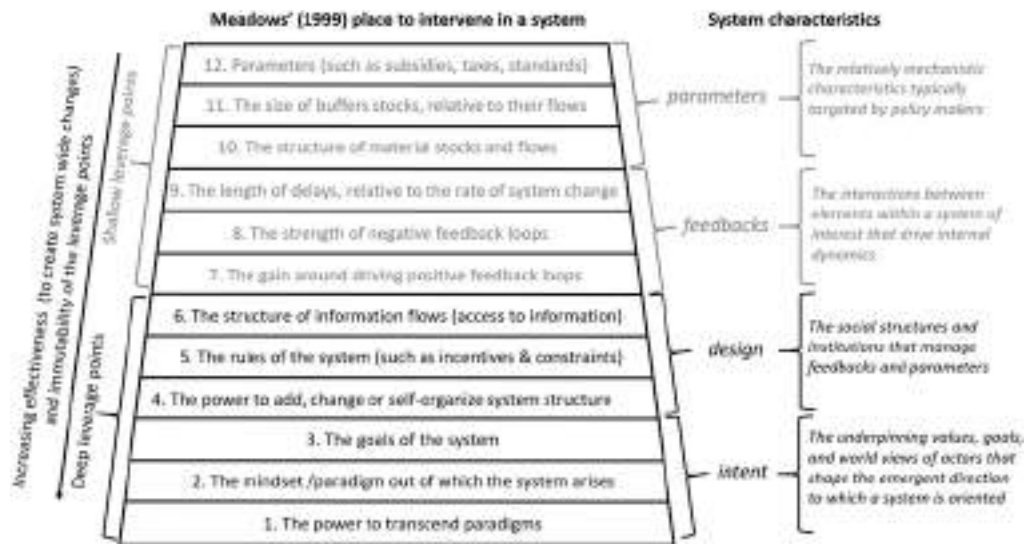 Meadows' (1999) place to intervene in a system
System characteristics
Increasing effectiveness (to create system wide changes)
and immutability of the leverage points
Shallow leverage points
Deep leverage points
12. Parameters (such as subsidies, taxes, standards)
11. The size of buffers stocks, relative to their flows
10. The structure of material stocks and flows
9. The length of delays, relative to the rate of system change
8. The strength of negative feedback loops
7. The gain around driving positive feedback loops
6. The structure of information flows (access to information)
5. The rules of the system (such as incentives & constraints)
4. The power to add, change or self-organize system structure
3. The goals of the system
2. The mindset /paradigm out of which the system arises
1. The power to transcend paradigms
parameters
The relatively mechanistic
characteristics typically
targeted by policy makers
feedbacks
The interactions between
elements within a system of
interest that drive internal
dynamics
design
The social structures and
institutions that manage
feedbacks and parameters
intent
The underpinning values, goals,
and world views of actors that
shape the emergent direction
to which a system is oriented